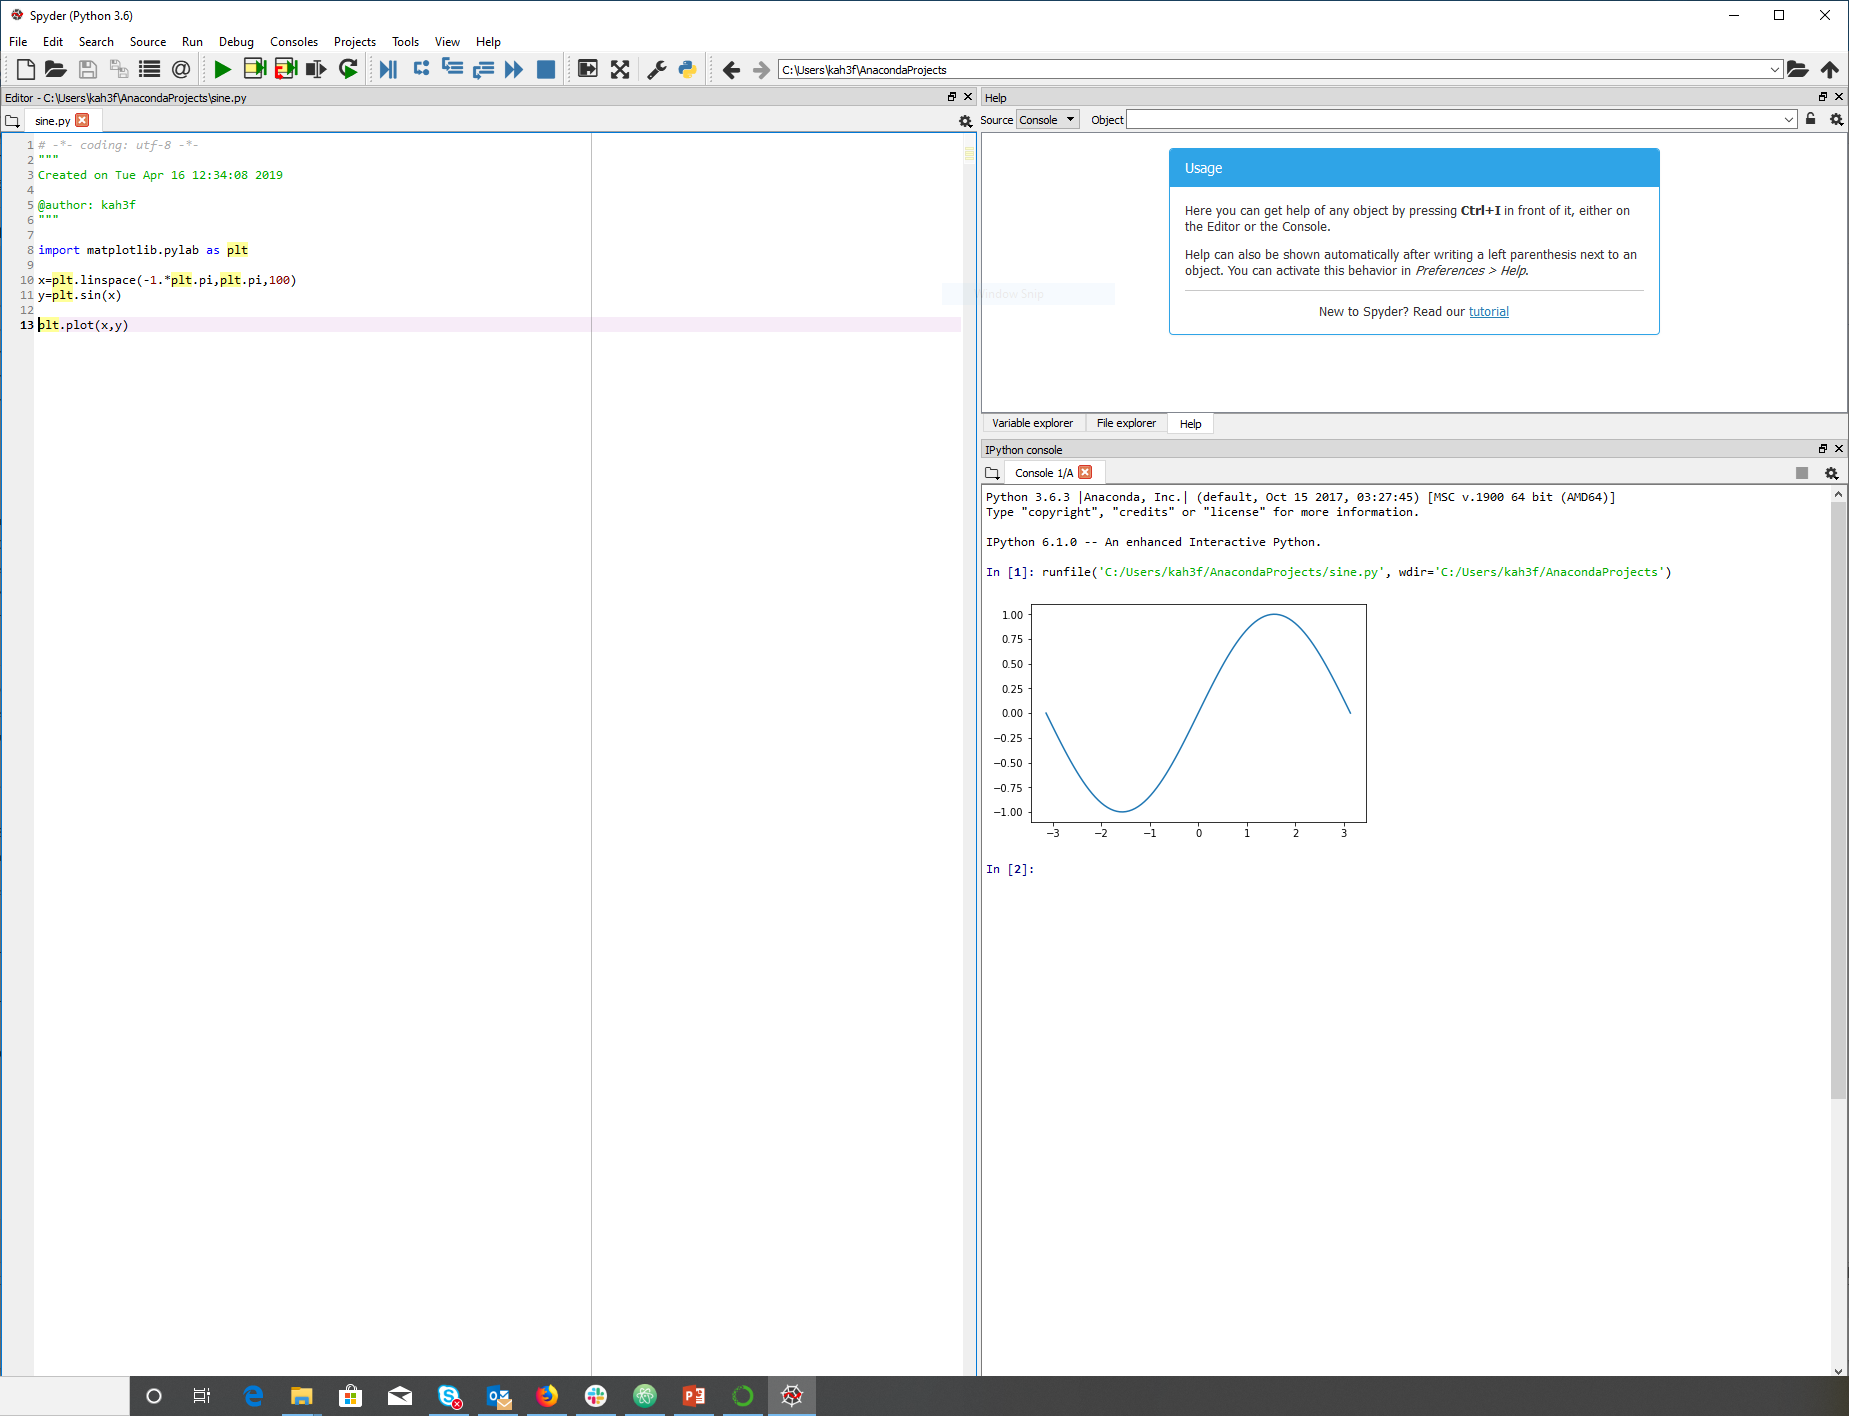 Spyder (Python 3.6)
File Edit Search Source Run Debug Consoles Projects Tools View Help
C:\Users\kah3f\AnacondaProjects
Editor - C:\Users\kah3f\AnacondaProjects\sine.py
sine.py
1 # -*- coding: utf-8 -*-
2 """
3 Created on Tue Apr 16 12:34:08 2019
4
5 @author: kah3f
6 """
7
8 import matplotlib.pylab as plt
9
10 x=plt.linspace(-1.*plt.pi,plt.pi,100)
11 y=plt.sin(x)
12
13 plt.plot(x,y)
Window Snip
Help
Source Console Object
Usage
Here you can get help of any object by pressing Ctrl+I in front of it, either on
the Editor or the Console.
Help can also be shown automatically after writing a left parenthesis next to an
object. You can activate this behavior in Preferences > Help.
New to Spyder? Read our tutorial
Variable explorer File explorer Help
IPython console
Console 1/A
Python 3.6.3 |Anaconda, Inc.| (default, Oct 15 2017, 03:27:45) [MSC v.1900 64 bit (AMD64)]
Type "copyright", "credits" or "license" for more information.
IPython 6.1.0 -- An enhanced Interactive Python.
In [1]: runfile('C:/Users/kah3f/AnacondaProjects/sine.py', wdir='C:/Users/kah3f/AnacondaProjects')
1.00
0.75
0.50
0.25
0.00
−0.25
−0.50
−0.75
−1.00
−3 −2 −1 0 1 2 3
In [2]: